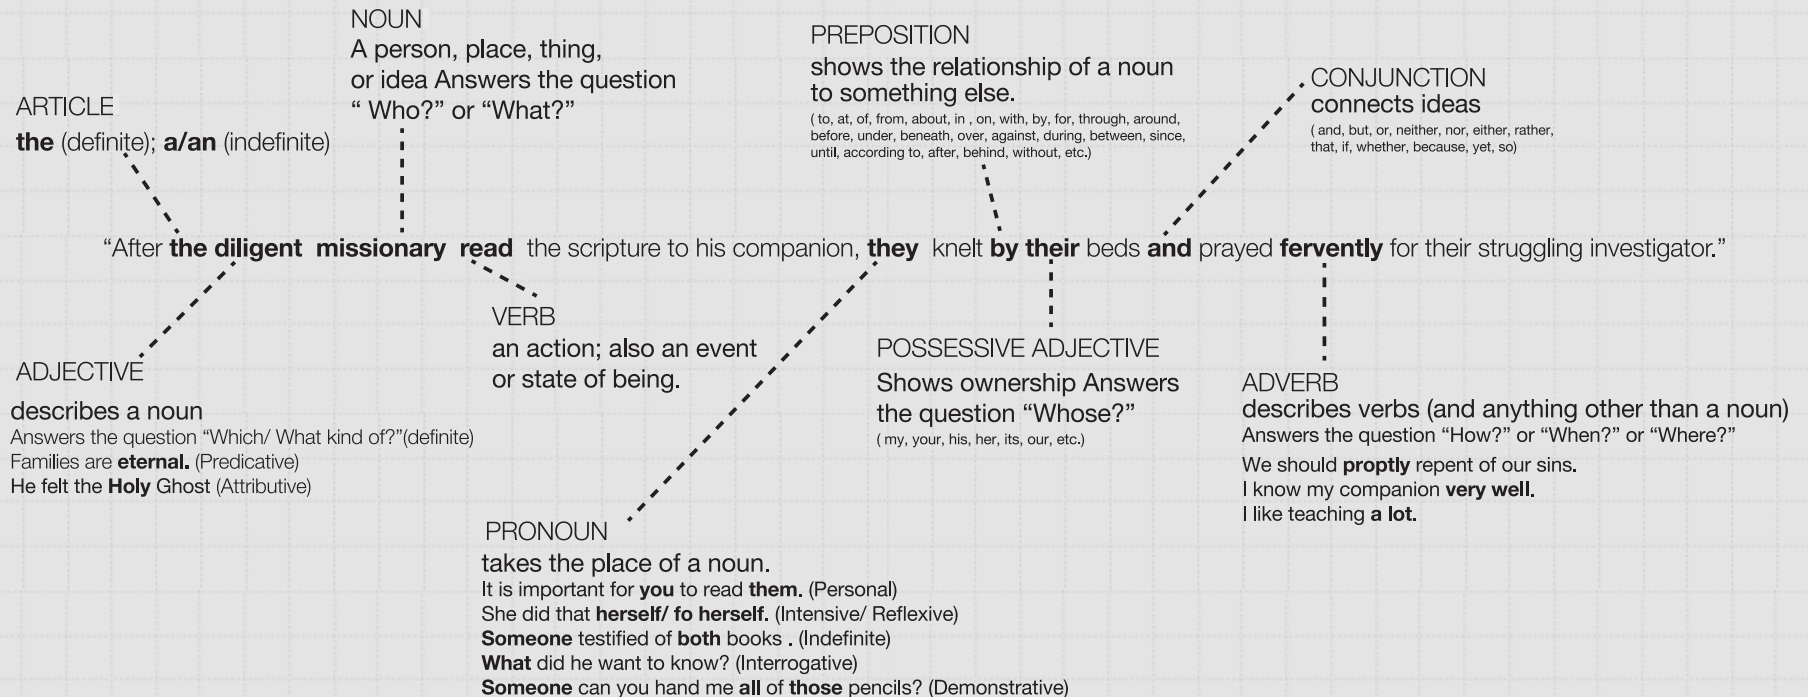 NOUN
A person, place, thing,
or idea Answers the question
“ Who?” or “What?”
PREPOSITION
shows the relationship of a noun
to something else.
( to, at, of, from, about, in , on, with, by, for, through, around,
before, under, beneath, over, against, during, between, since,
until, according to, after, behind, without, etc.)
CONJUNCTION
connects ideas
( and, but, or, neither, nor, either, rather,
that, if, whether, because, yet, so)
ARTICLE
the (definite); a/an (indefinite)
“After the diligent missionary read the scripture to his companion, they knelt by their beds and prayed fervently for their struggling investigator.”
ADJECTIVE
describes a noun
Answers the question “Which/ What kind of?”(definite)
Families are eternal. (Predicative)
He felt the Holy Ghost (Attributive)
VERB
an action; also an event
or state of being.
POSSESSIVE ADJECTIVE
Shows ownership Answers
the question “Whose?”
( my, your, his, her, its, our, etc.)
ADVERB
describes verbs (and anything other than a noun)
Answers the question “How?” or “When?” or “Where?”
We should proptly repent of our sins.
I know my companion very well.
I like teaching a lot.
PRONOUN
takes the place of a noun.
It is important for you to read them. (Personal)
She did that herself/ fo herself. (Intensive/ Reflexive)
Someone testified of both books . (Indefinite)
What did he want to know? (Interrogative)
Someone can you hand me all of those pencils? (Demonstrative)